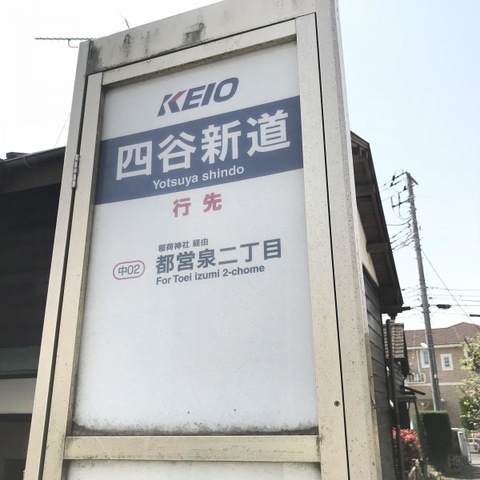 KEIO
四谷新道
Yotsuya shindo
行先
稲荷神社 経由
中02 都営泉二丁目
For Toei izumi 2-chome